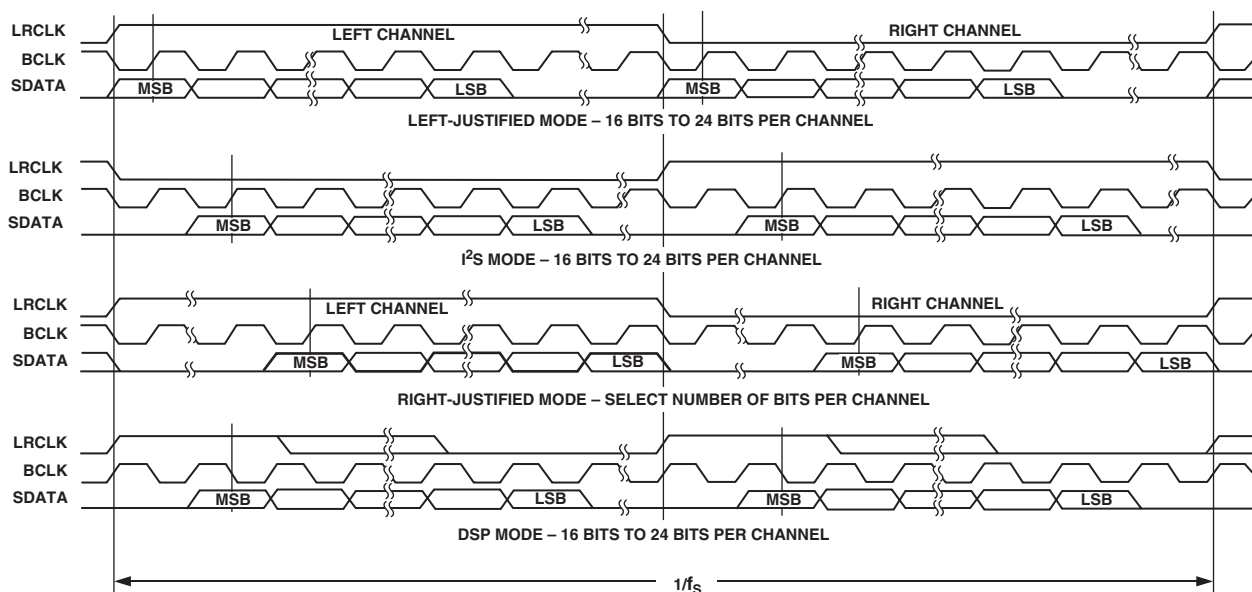 LRCLK
LEFT CHANNEL RIGHT CHANNEL
BCLK
SDATA MSB LSB MSB LSB
LEFT-JUSTIFIED MODE – 16 BITS TO 24 BITS PER CHANNEL
LRCLK
BCLK
SDATA MSB LSB MSB LSB
I²S MODE – 16 BITS TO 24 BITS PER CHANNEL
LRCLK LEFT CHANNEL RIGHT CHANNEL
BCLK
SDATA MSB LSB MSB LSB
RIGHT-JUSTIFIED MODE – SELECT NUMBER OF BITS PER CHANNEL
LRCLK
BCLK
SDATA MSB LSB MSB LSB
DSP MODE – 16 BITS TO 24 BITS PER CHANNEL
1/fS